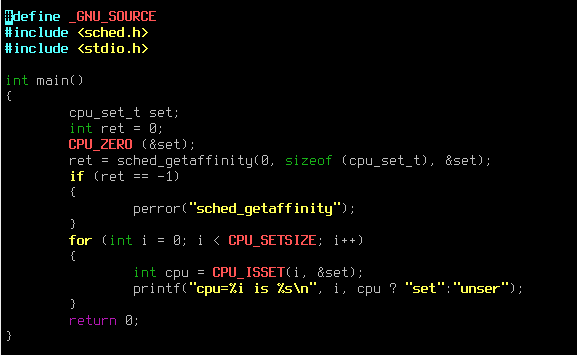 #define _GNU_SOURCE
#include <sched.h>
#include <stdio.h>
int main()
{
cpu_set_t set;
int ret = 0;
CPU_ZERO (&set);
ret = sched_getaffinity(0, sizeof (cpu_set_t), &set);
if (ret == -1)
{
perror("sched_getaffinity");
}
for (int i = 0; i < CPU_SETSIZE; i++)
{
int cpu = CPU_ISSET(i, &set);
printf("cpu=%i is %s\n", i, cpu ? "set":"unser");
}
return 0;
}